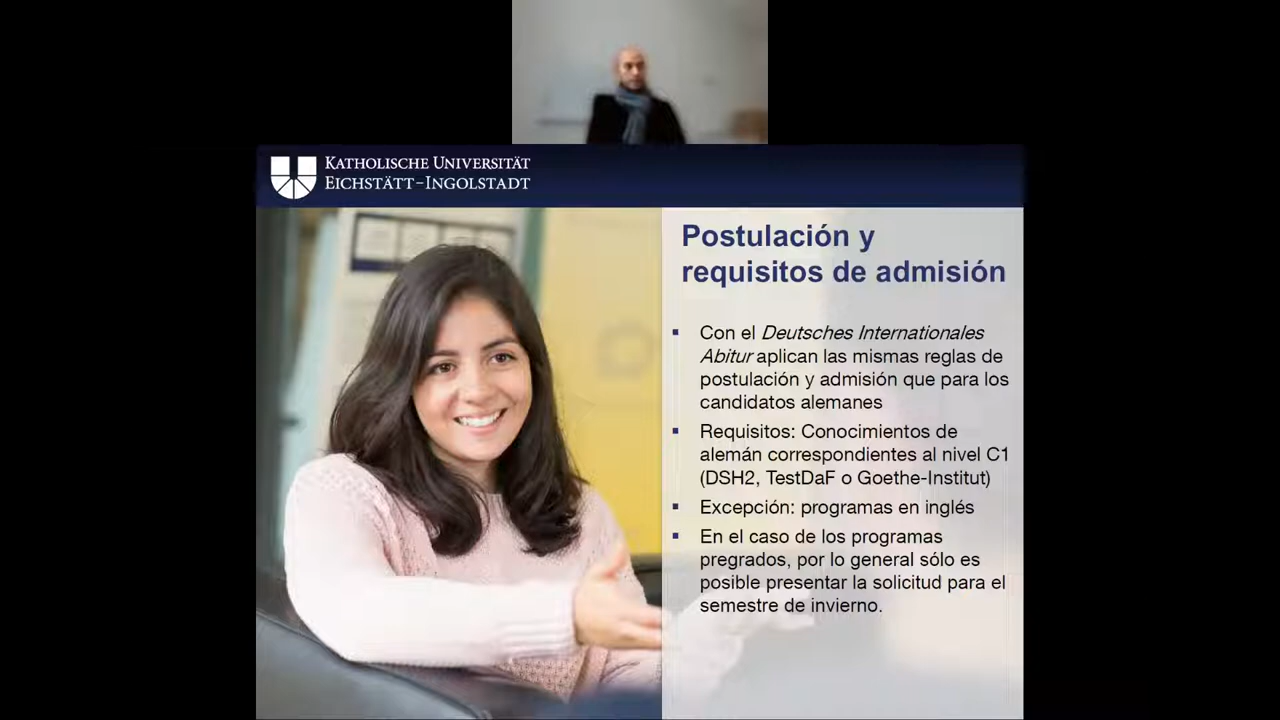 KATHOLISCHE UNIVERSITÄT
EICHSTÄTT-INGOLSTADT
Postulación y
requisitos de admisión
▪ Con el Deutsches Internationales
Abitur aplican las mismas reglas de
postulación y admisión que para los
candidatos alemanes
▪ Requisitos: Conocimientos de
alemán correspondientes al nivel C1
(DSH2, TestDaF o Goethe-Institut)
▪ Excepción: programas en inglés
▪ En el caso de los programas
pregrados, por lo general sólo es
posible presentar la solicitud para el
semestre de invierno.